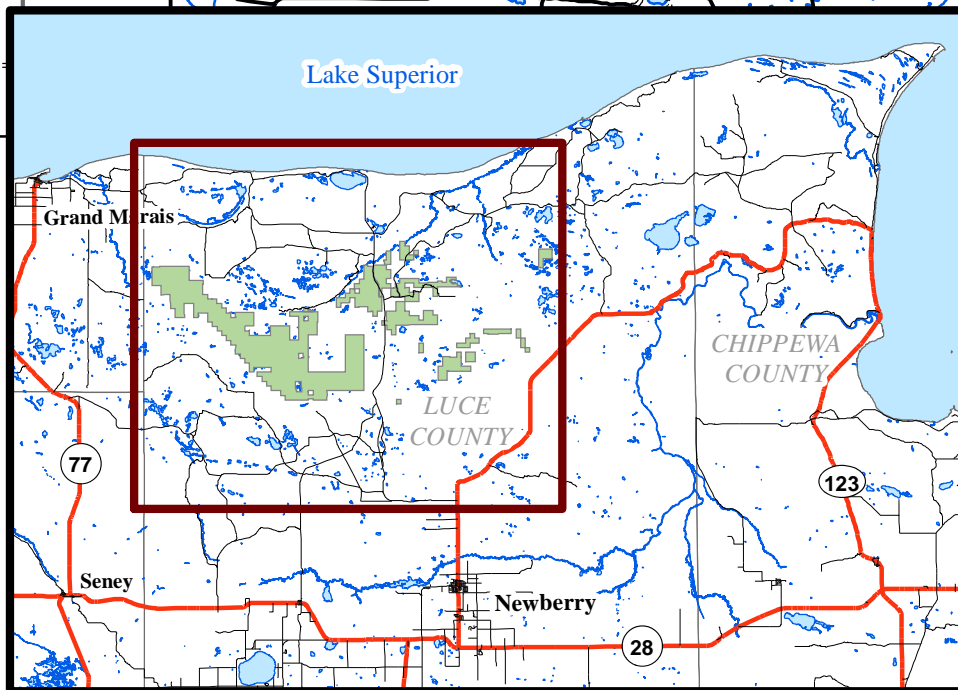 Lake Superior
Grand Marais
CHIPPEWA
COUNTY
LUCE
COUNTY
77
123
Seney
Newberry
28